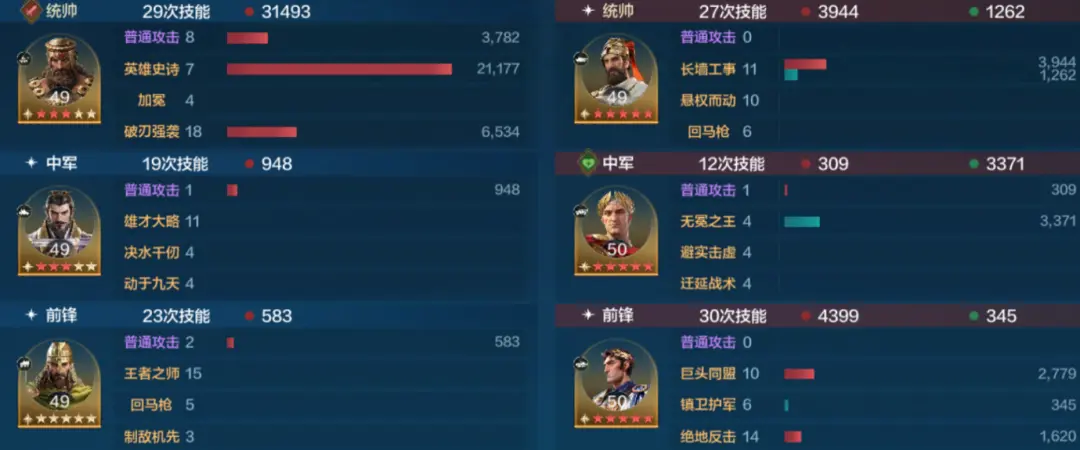 统帅 29次技能 31493
普通攻击 8 3,782
英雄史诗 7 21,177
加冕 4
破刃强袭 18 6,534
49
中军 19次技能 948
普通攻击 1 948
雄才大略 11
决水千仞 4
动于九天 4
49
前锋 23次技能 583
普通攻击 2 583
王者之师 15
回马枪 5
制敌机先 3
49
统帅 27次技能 3944 1262
普通攻击 0
长墙工事 11 3,944
1,262
悬权而动 10
回马枪 6
49
中军 12次技能 309 3371
普通攻击 1 309
无冕之王 4 3,371
避实击虚 4
迁延战术 4
50
前锋 30次技能 4399 345
普通攻击 0
巨头同盟 10 2,779
镇卫护军 6 345
绝地反击 14 1,620
50